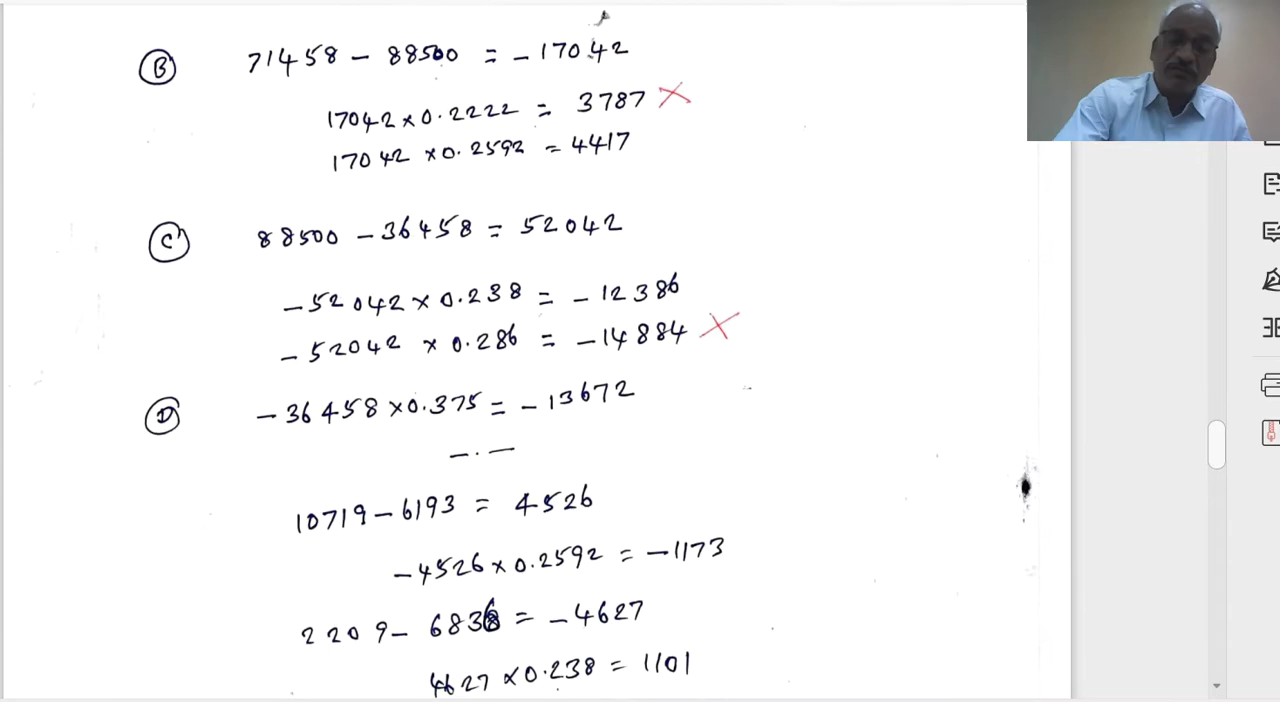 B 71458 - 88500 = -17042
17042 × 0.2222 = 3787 ×
17042 × 0.2592 = 4417
C 88500 - 36458 = 52042
-52042 × 0.238 = -12386
-52042 × 0.286 = -14884 ×
D -36458 × 0.375 = -13672
10719 - 6193 = 4526
-4526 × 0.2592 = -1173
2209 - 6836 = -4627
4627 × 0.238 = 1101